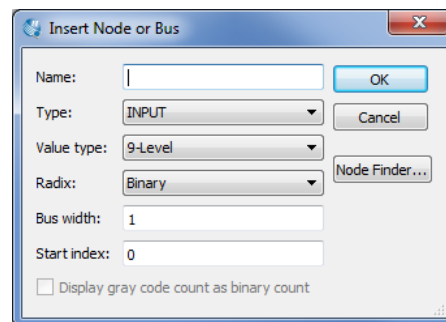 Insert Node or Bus
Name:
OK
Type: INPUT
Cancel
Value type: 9-Level
Radix: Binary
Node Finder...
Bus width: 1
Start index: 0
Display gray code count as binary count